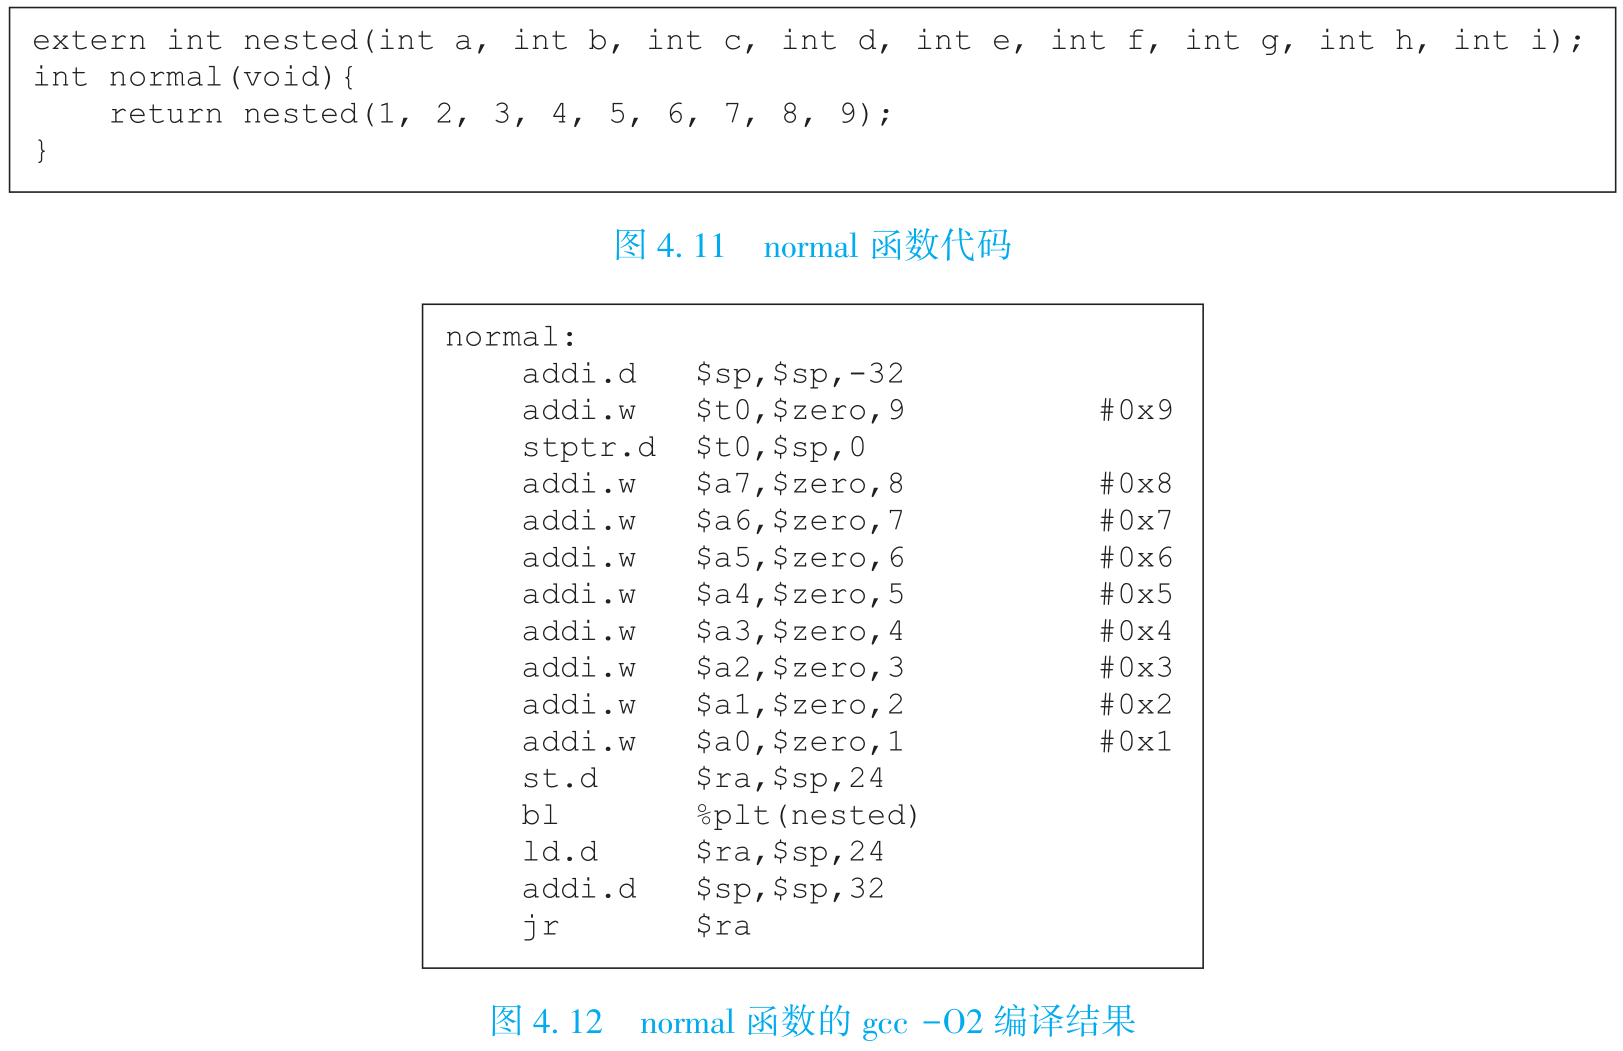 extern int nested(int a, int b, int c, int d, int e, int f, int g, int h, int i);
int normal(void){
    return nested(1, 2, 3, 4, 5, 6, 7, 8, 9);
}
图 4.11 normal 函数代码
normal:
    addi.d $sp,$sp,-32
    addi.w $t0,$zero,9 #0x9
    stptr.d $t0,$sp,0
    addi.w $a7,$zero,8 #0x8
    addi.w $a6,$zero,7 #0x7
    addi.w $a5,$zero,6 #0x6
    addi.w $a4,$zero,5 #0x5
    addi.w $a3,$zero,4 #0x4
    addi.w $a2,$zero,3 #0x3
    addi.w $a1,$zero,2 #0x2
    addi.w $a0,$zero,1 #0x1
    st.d $ra,$sp,24
    bl %plt(nested)
    ld.d $ra,$sp,24
    addi.d $sp,$sp,32
    jr $ra
图 4.12 normal 函数的 gcc -O2 编译结果